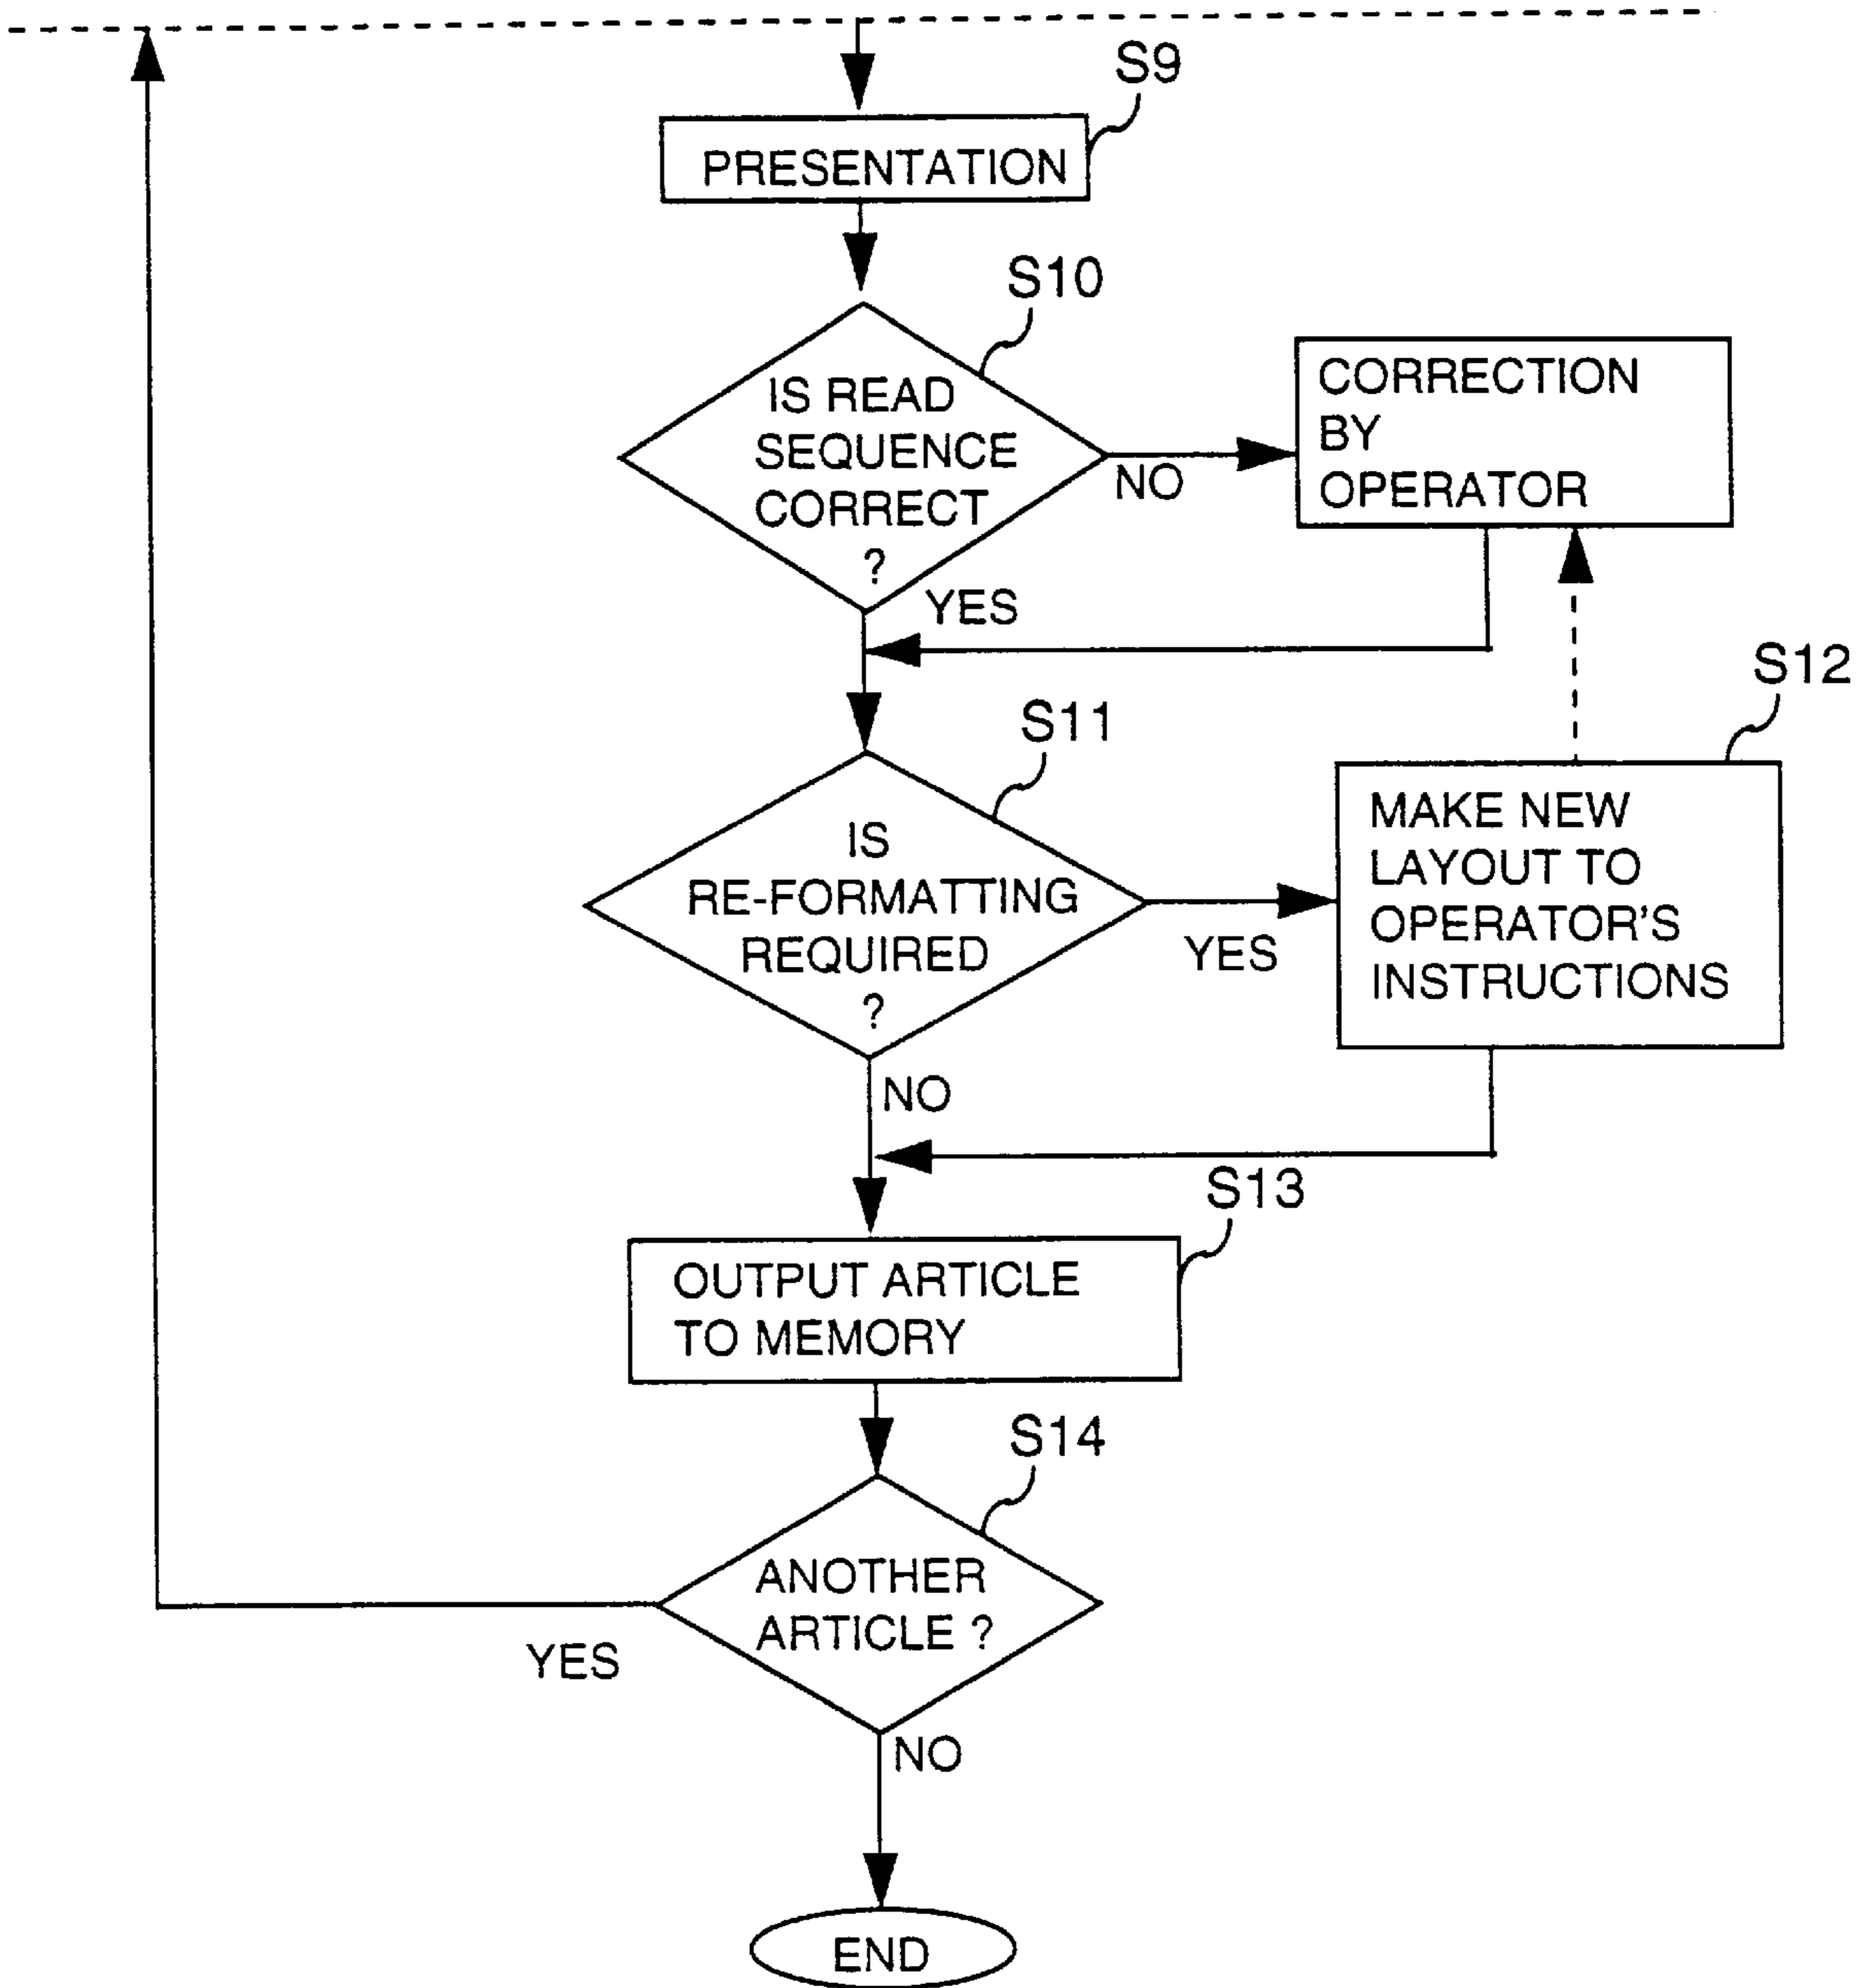 S9
PRESENTATION
S10
IS READ
SEQUENCE
CORRECT
?
NO
CORRECTION
BY
OPERATOR
YES
S11
IS
RE-FORMATTING
REQUIRED
?
YES
S12
MAKE NEW
LAYOUT TO
OPERATOR'S
INSTRUCTIONS
NO
S13
OUTPUT ARTICLE
TO MEMORY
S14
ANOTHER
ARTICLE ?
YES
NO
END